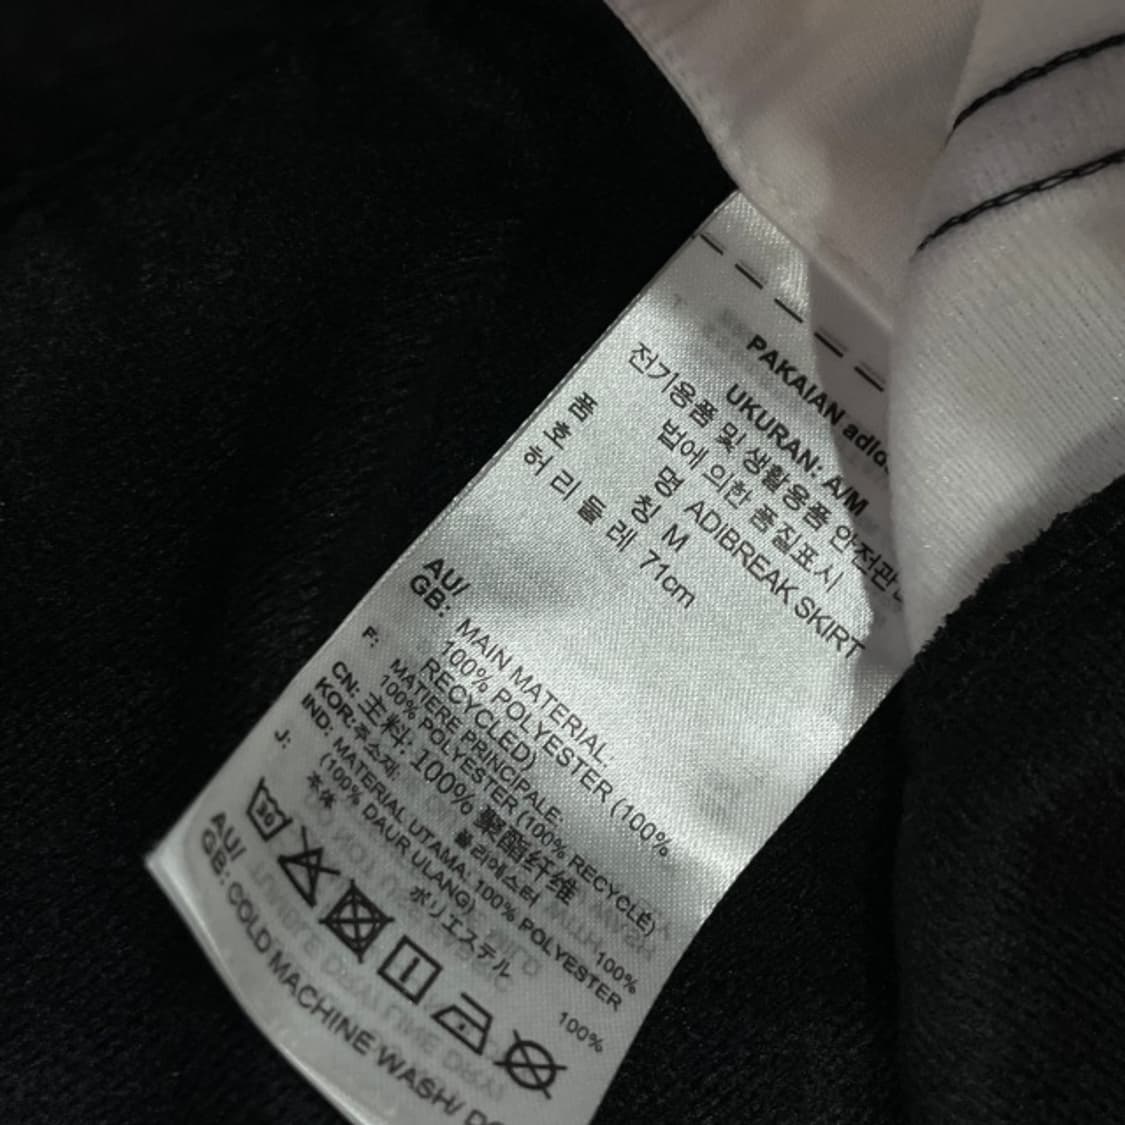 PAKAIAN adidas
UKURAN: A/M
전기용품 및 생활용품 안전관
법에 의한 품질표시
품 명 ADIBREAK SKIRT
호 칭 M
허리둘레 71cm
AU/
GB: MAIN MATERIAL.
100% POLYESTER (100%
RECYCLED)
F: MATIERE PRINCIPALE.
100% POLYESTER (100% RECYCLÉ)
CN: 主料: 100% 聚酯纤维
KOR: 주소재: 폴리에스터 100%
IND: MATERIAL UTAMA: 100% POLYESTER
(100% DAUR ULANG)
J: 本体 ポリエステル 100%
30
AU/
GB: COLD MACHINE WASH/